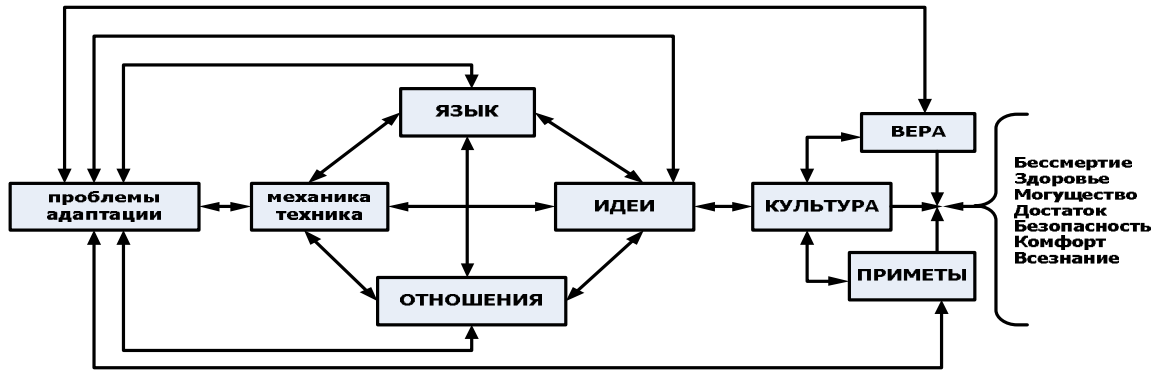 ЯЗЫК
ВЕРА
проблемы
адаптации
механика
техника
ИДЕИ
КУЛЬТУРА
ОТНОШЕНИЯ
ПРИМЕТЫ
Бессмертие
Здоровье
Могущество
Достаток
Безопасность
Комфорт
Всезнание